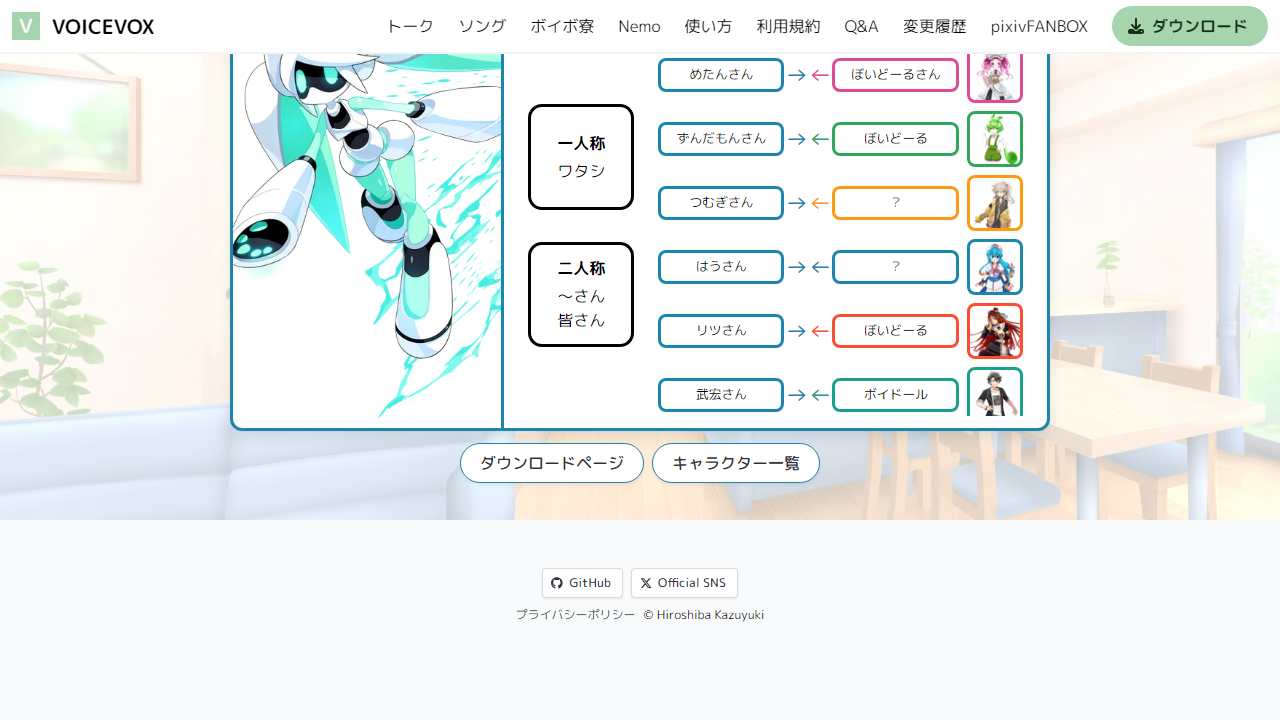 V VOICEVOX トーク ソング ボイボ寮 Nemo 使い方 利用規約 Q&A 変更履歴 pixivFANBOX ダウンロード
一人称
ワタシ
二人称
〜さん
皆さん
めたんさん → ← ぼいどーるさん
ずんだもんさん → ← ぼいどーる
つむぎさん → ← ?
はうさん → ← ?
リツさん → ← ぼいどーる
武宏さん → ← ボイドール
ダウンロードページ キャラクター一覧
GitHub Official SNS
プライバシーポリシー © Hiroshiba Kazuyuki